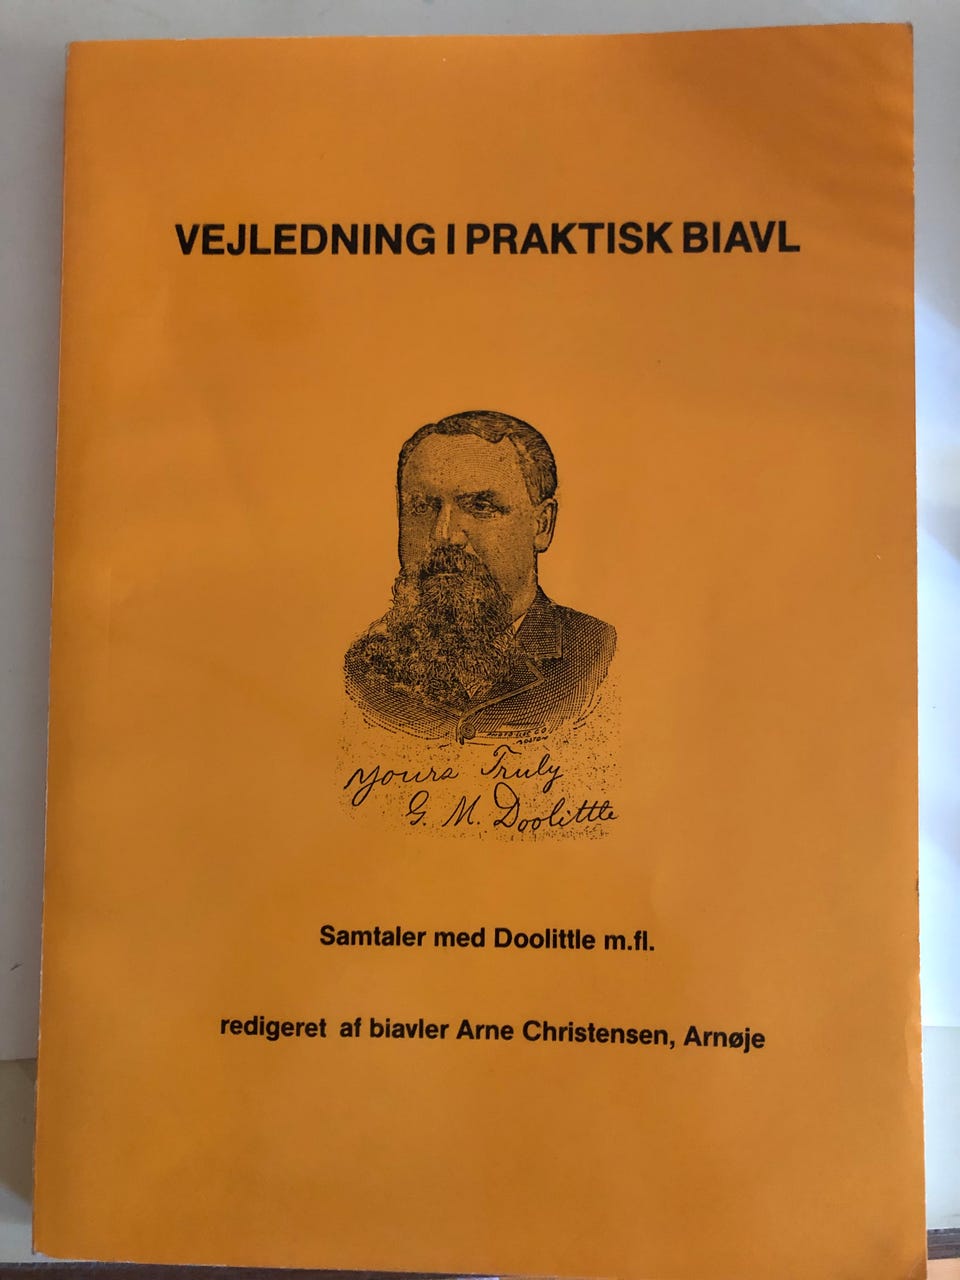 VEJLEDNING I PRAKTISK BIAVL
Yours Truly
G. M. Doolittle
Samtaler med Doolittle m.fl.
redigeret af biavler Arne Christensen, Arnøje